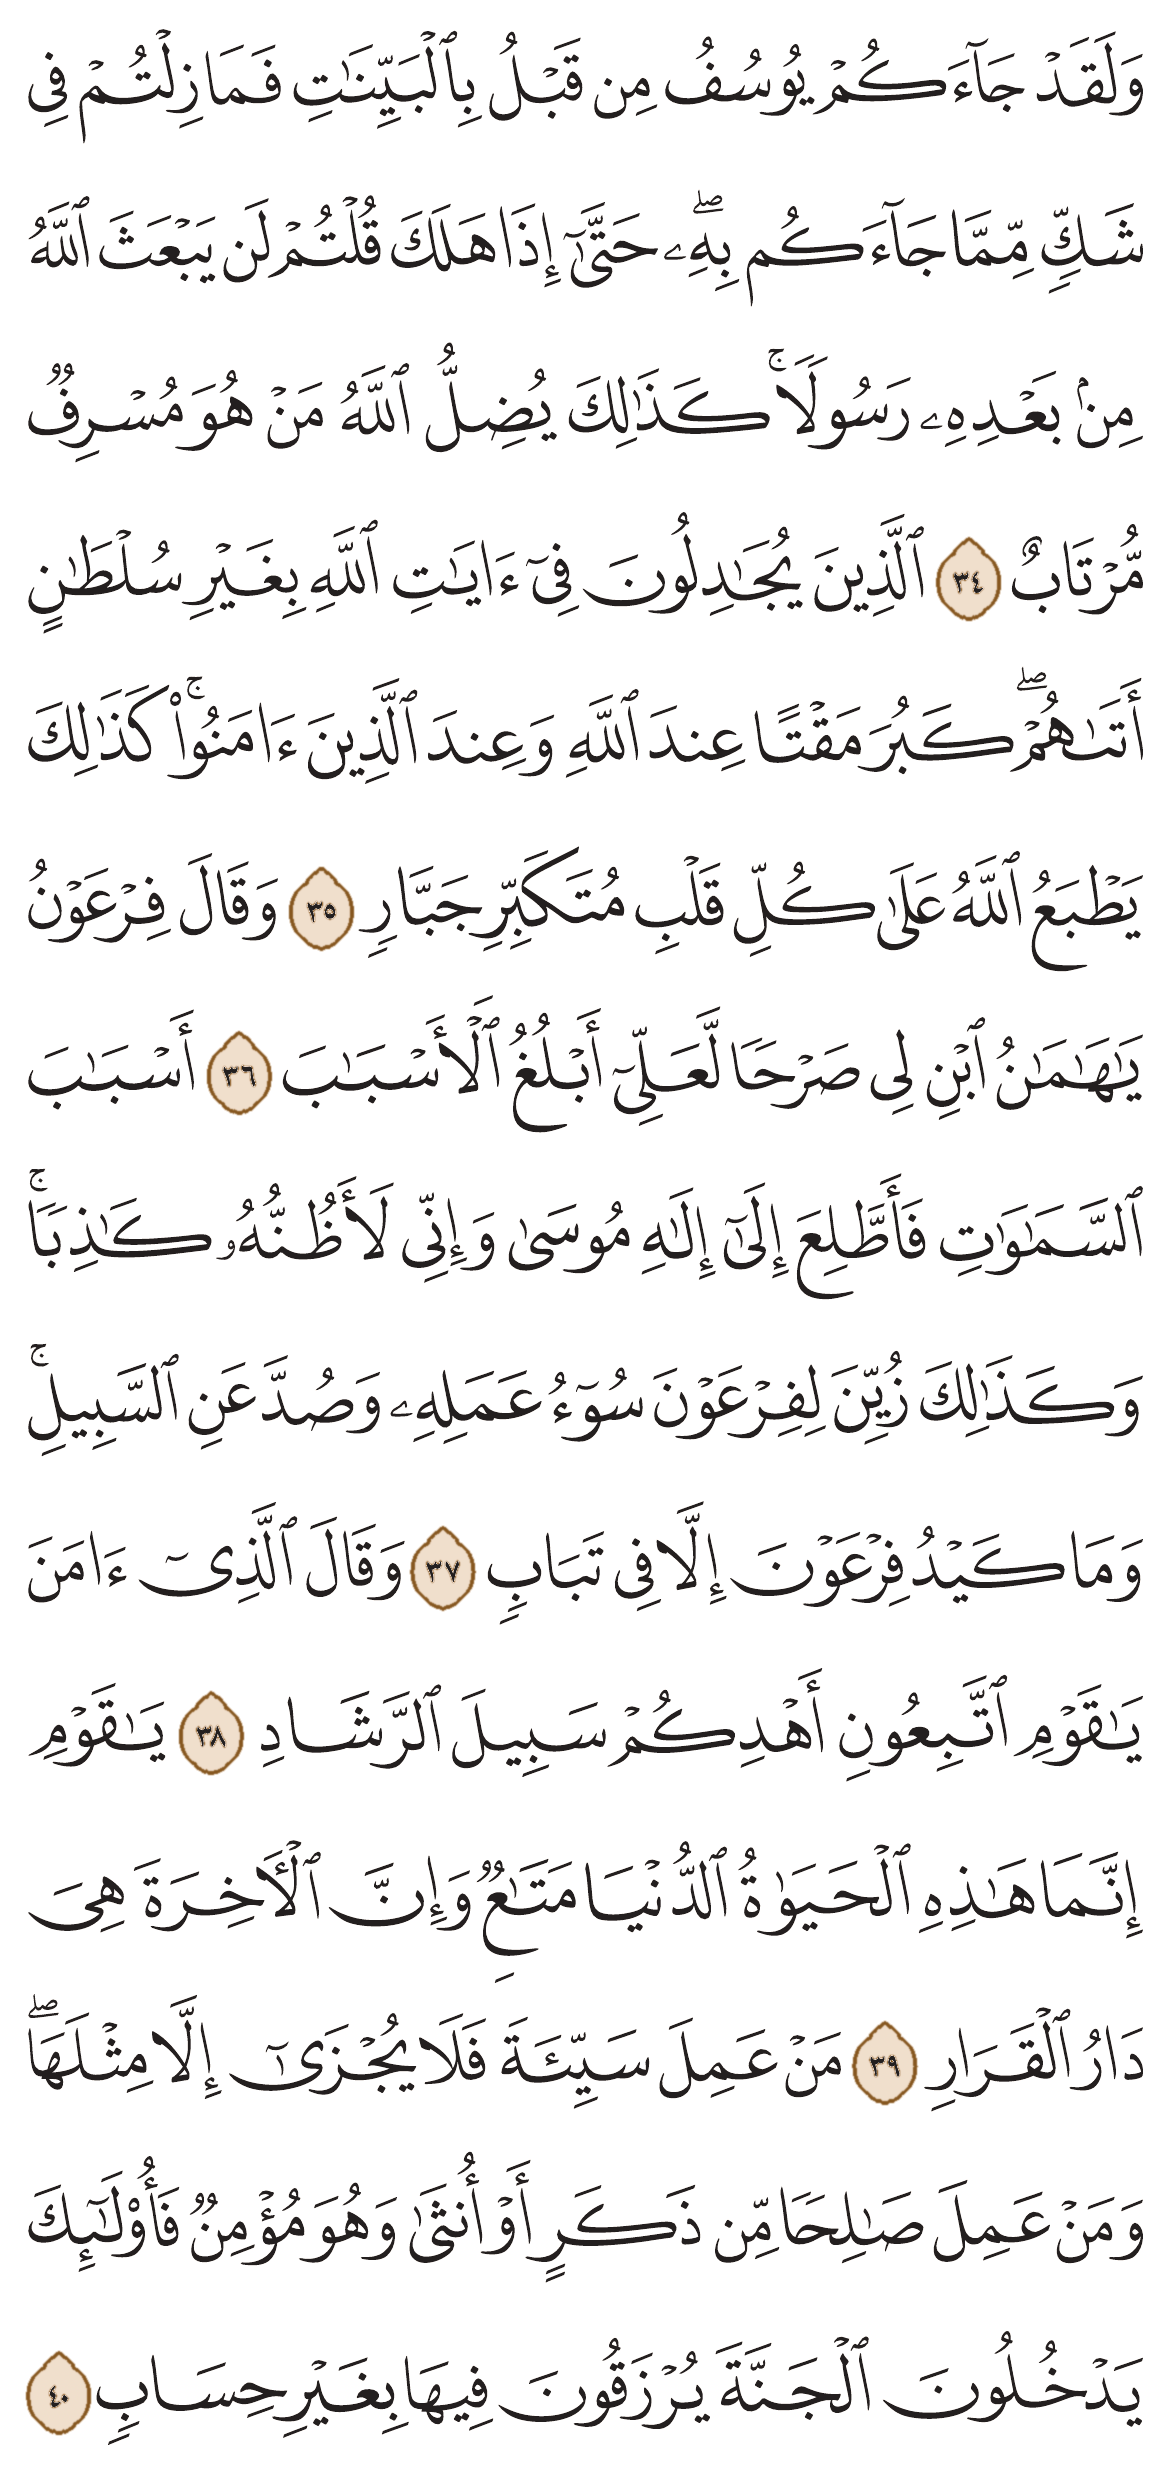 وَلَقَدْ جَآءَكُمْ يُوسُفُ مِن قَبْلُ بِٱلْبَيِّنَـٰتِ فَمَا زِلْتُمْ فِى
شَكٍّ مِّمَّا جَآءَكُم بِهِۦ ۖ حَتَّىٰٓ إِذَا هَلَكَ قُلْتُمْ لَن يَبْعَثَ ٱللَّهُ
مِنۢ بَعْدِهِۦ رَسُولًا ۚ كَذَٰلِكَ يُضِلُّ ٱللَّهُ مَنْ هُوَ مُسْرِفٌ
مُّرْتَابٌ ٣٤ ٱلَّذِينَ يُجَـٰدِلُونَ فِىٓ ءَايَـٰتِ ٱللَّهِ بِغَيْرِ سُلْطَـٰنٍ
أَتَىٰهُمْ ۖ كَبُرَ مَقْتًا عِندَ ٱللَّهِ وَعِندَ ٱلَّذِينَ ءَامَنُوا۟ ۚ كَذَٰلِكَ
يَطْبَعُ ٱللَّهُ عَلَىٰ كُلِّ قَلْبِ مُتَكَبِّرٍ جَبَّارٍ ٣٥ وَقَالَ فِرْعَوْنُ
يَـٰهَـٰمَـٰنُ ٱبْنِ لِى صَرْحًا لَّعَلِّىٓ أَبْلُغُ ٱلْأَسْبَـٰبَ ٣٦ أَسْبَـٰبَ
ٱلسَّمَـٰوَٰتِ فَأَطَّلِعَ إِلَىٰٓ إِلَـٰهِ مُوسَىٰ وَإِنِّى لَأَظُنُّهُۥ كَـٰذِبًا ۚ
وَكَذَٰلِكَ زُيِّنَ لِفِرْعَوْنَ سُوٓءُ عَمَلِهِۦ وَصُدَّ عَنِ ٱلسَّبِيلِ ۚ
وَمَا كَيْدُ فِرْعَوْنَ إِلَّا فِى تَبَابٍ ٣٧ وَقَالَ ٱلَّذِىٓ ءَامَنَ
يَـٰقَوْمِ ٱتَّبِعُونِ أَهْدِكُمْ سَبِيلَ ٱلرَّشَادِ ٣٨ يَـٰقَوْمِ
إِنَّمَا هَـٰذِهِ ٱلْحَيَوٰةُ ٱلدُّنْيَا مَتَـٰعٌ وَإِنَّ ٱلْـَٔاخِرَةَ هِىَ
دَارُ ٱلْقَرَارِ ٣٩ مَنْ عَمِلَ سَيِّئَةً فَلَا يُجْزَىٰٓ إِلَّا مِثْلَهَا ۖ
وَمَنْ عَمِلَ صَـٰلِحًا مِّن ذَكَرٍ أَوْ أُنثَىٰ وَهُوَ مُؤْمِنٌ فَأُو۟لَـٰٓئِكَ
يَدْخُلُونَ ٱلْجَنَّةَ يُرْزَقُونَ فِيهَا بِغَيْرِ حِسَابٍ ٤٠